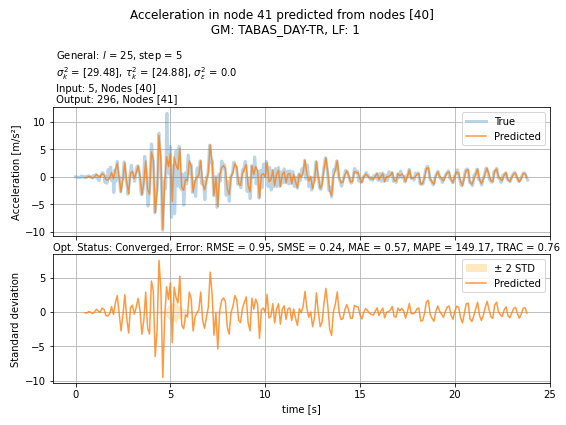 Acceleration in node 41 predicted from nodes [40]
GM: TABAS_DAY-TR, LF: 1
General: l = 25, step = 5
σ²ₖ = [29.48], τ²ₖ = [24.88], σ²ε = 0.0
Input: 5, Nodes [40]
Output: 296, Nodes [41]
Acceleration [m/s²]
10
5
0
−5
−10
True
Predicted
Opt. Status: Converged, Error: RMSE = 0.95, SMSE = 0.24, MAE = 0.57, MAPE = 149.17, TRAC = 0.76
Standard deviation
5
0
−5
−10
± 2 STD
Predicted
0 5 10 15 20 25
time [s]